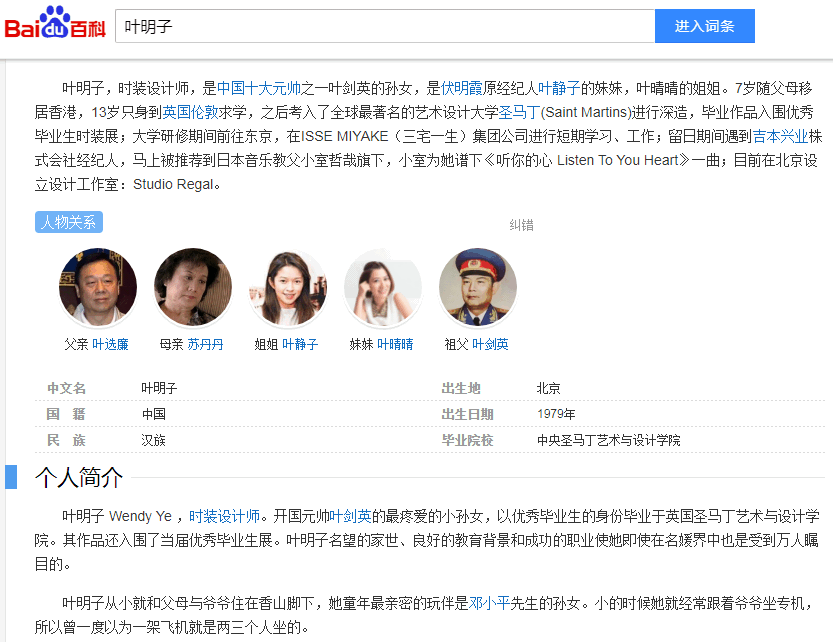 Bai du 百科
叶明子
进入词条
叶明子，时装设计师，是中国十大元帅之一叶剑英的孙女，是伏明霞原经纪人叶静子的妹妹，叶晴晴的姐姐。7岁随父母移
居香港，13岁只身到英国伦敦求学，之后考入了全球最著名的艺术设计大学圣马丁(Saint Martins)进行深造，毕业作品入围优秀
毕业生时装展；大学研修期间前往东京，在ISSE MIYAKE（三宅一生）集团公司进行短期学习、工作；留日期间遇到吉本兴业株
式会社经纪人，马上被推荐到日本音乐教父小室哲哉旗下，小室为她谱下《听你的心 Listen To You Heart》一曲；目前在北京设
立设计工作室：Studio Regal。
人物关系
纠错
父亲 叶选廉 母亲 苏丹丹 姐姐 叶静子 妹妹 叶晴晴 祖父 叶剑英
中文名 叶明子 出生地 北京
国 籍 中国 出生日期 1979年
民 族 汉族 毕业院校 中央圣马丁艺术与设计学院
个人简介
叶明子 Wendy Ye ，时装设计师。开国元帅叶剑英的最疼爱的小孙女，以优秀毕业生的身份毕业于英国圣马丁艺术与设计学
院。其作品还入围了当届优秀毕业生展。叶明子名望的家世、良好的教育背景和成功的职业使她即使在名媛界中也是受到万人瞩
目的。
叶明子从小就和父母与爷爷住在香山脚下，她童年最亲密的玩伴是邓小平先生的孙女。小的时候她就经常跟着爷爷坐专机，
所以曾一度以为一架飞机就是两三个人坐的。